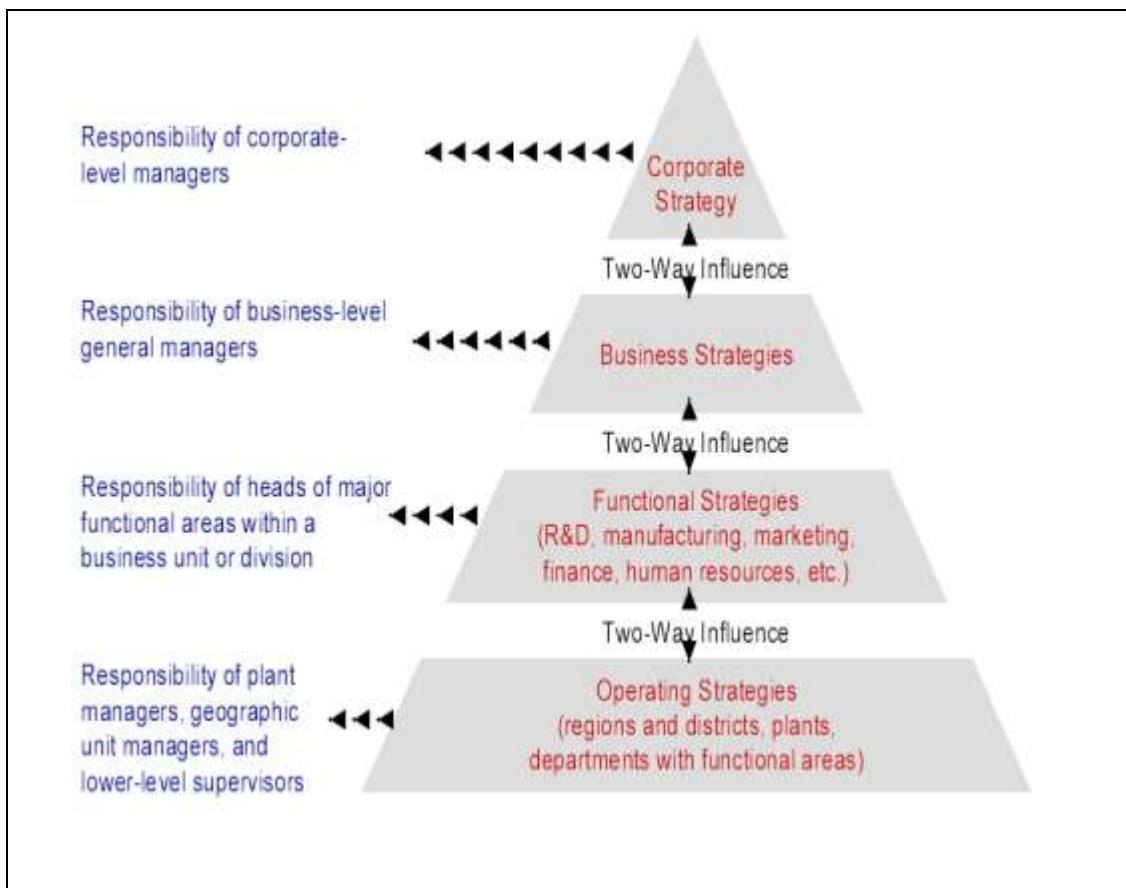 Responsibility of corporate-
level managers
Corporate
Strategy
Two-Way Influence
Responsibility of business-level
general managers
Business Strategies
Two-Way Influence
Responsibility of heads of major
functional areas within a
business unit or division
Functional Strategies
(R&D, manufacturing, marketing,
finance, human resources, etc.)
Two-Way Influence
Responsibility of plant
managers, geographic
unit managers, and
lower-level supervisors
Operating Strategies
(regions and districts, plants,
departments with functional areas)